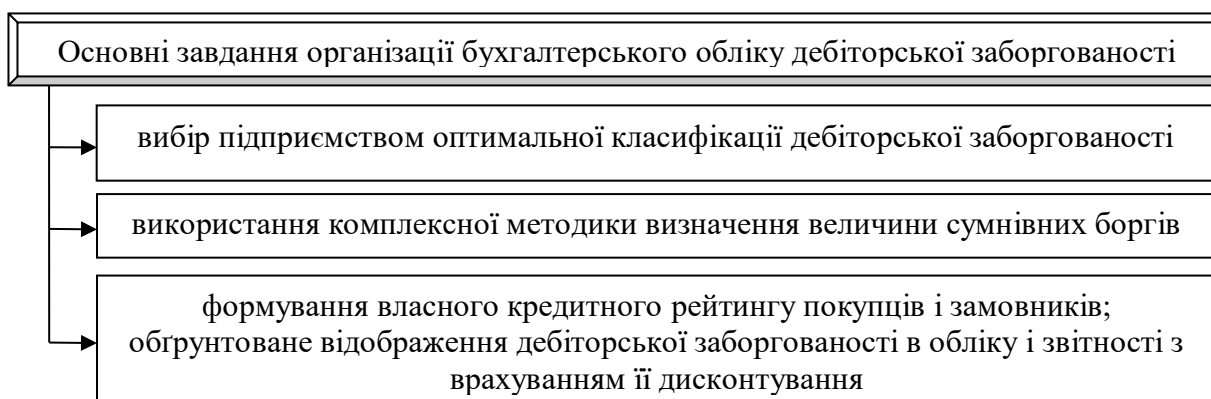 Основні завдання організації бухгалтерського обліку дебіторської заборгованості
вибір підприємством оптимальної класифікації дебіторської заборгованості
використання комплексної методики визначення величини сумнівних боргів
формування власного кредитного рейтингу покупців і замовників;
обґрунтоване відображення дебіторської заборгованості в обліку і звітності з
врахуванням її дисконтування